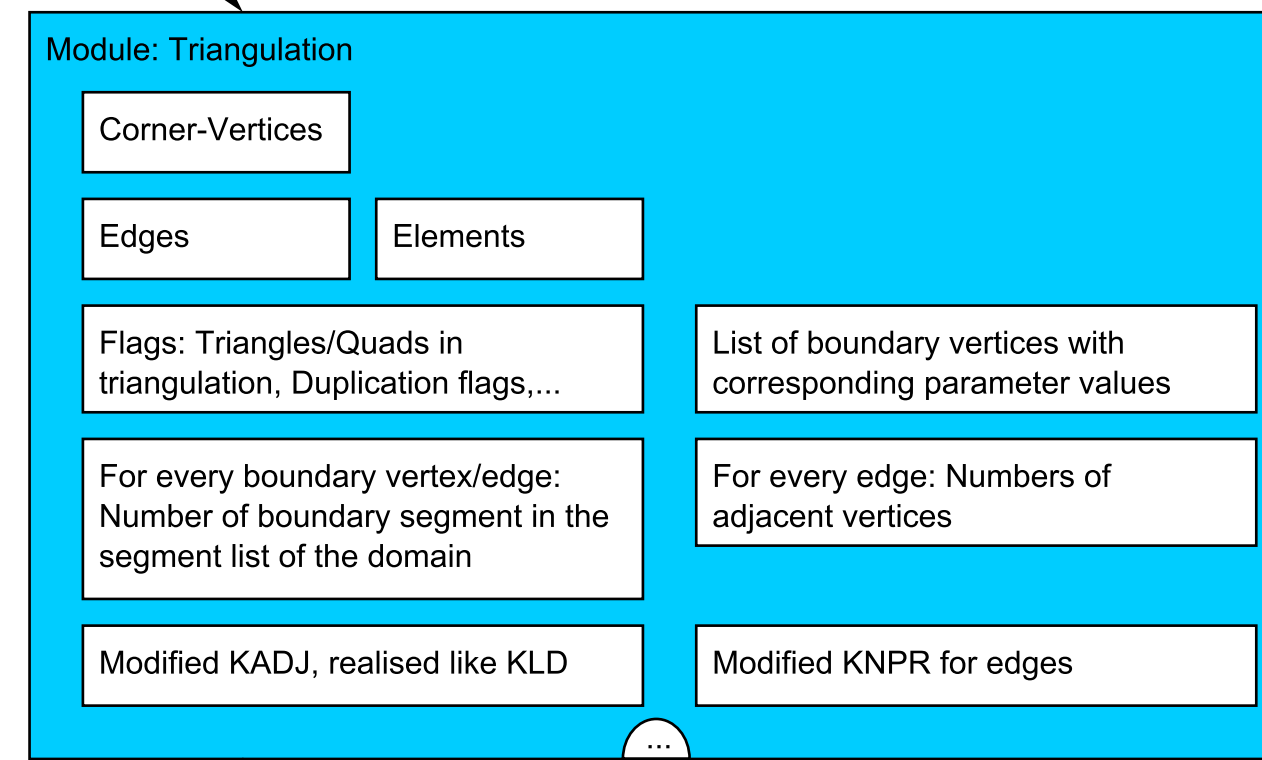 Module: Triangulation
Corner-Vertices
Edges
Elements
Flags: Triangles/Quads in
triangulation, Duplication flags,...
List of boundary vertices with
corresponding parameter values
For every boundary vertex/edge:
Number of boundary segment in the
segment list of the domain
For every edge: Numbers of
adjacent vertices
Modified KADJ, realised like KLD
Modified KNPR for edges
...